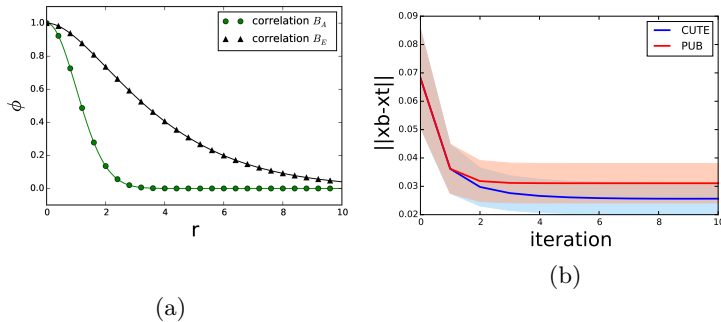 correlation B_A
correlation B_E
ϕ
1.0
0.8
0.6
0.4
0.2
0.0
0 2 4 6 8 10
r
(a)
CUTE
PUB
||xb-xt||
0.09
0.08
0.07
0.06
0.05
0.04
0.03
0.02
0 2 4 6 8 10
iteration
(b)